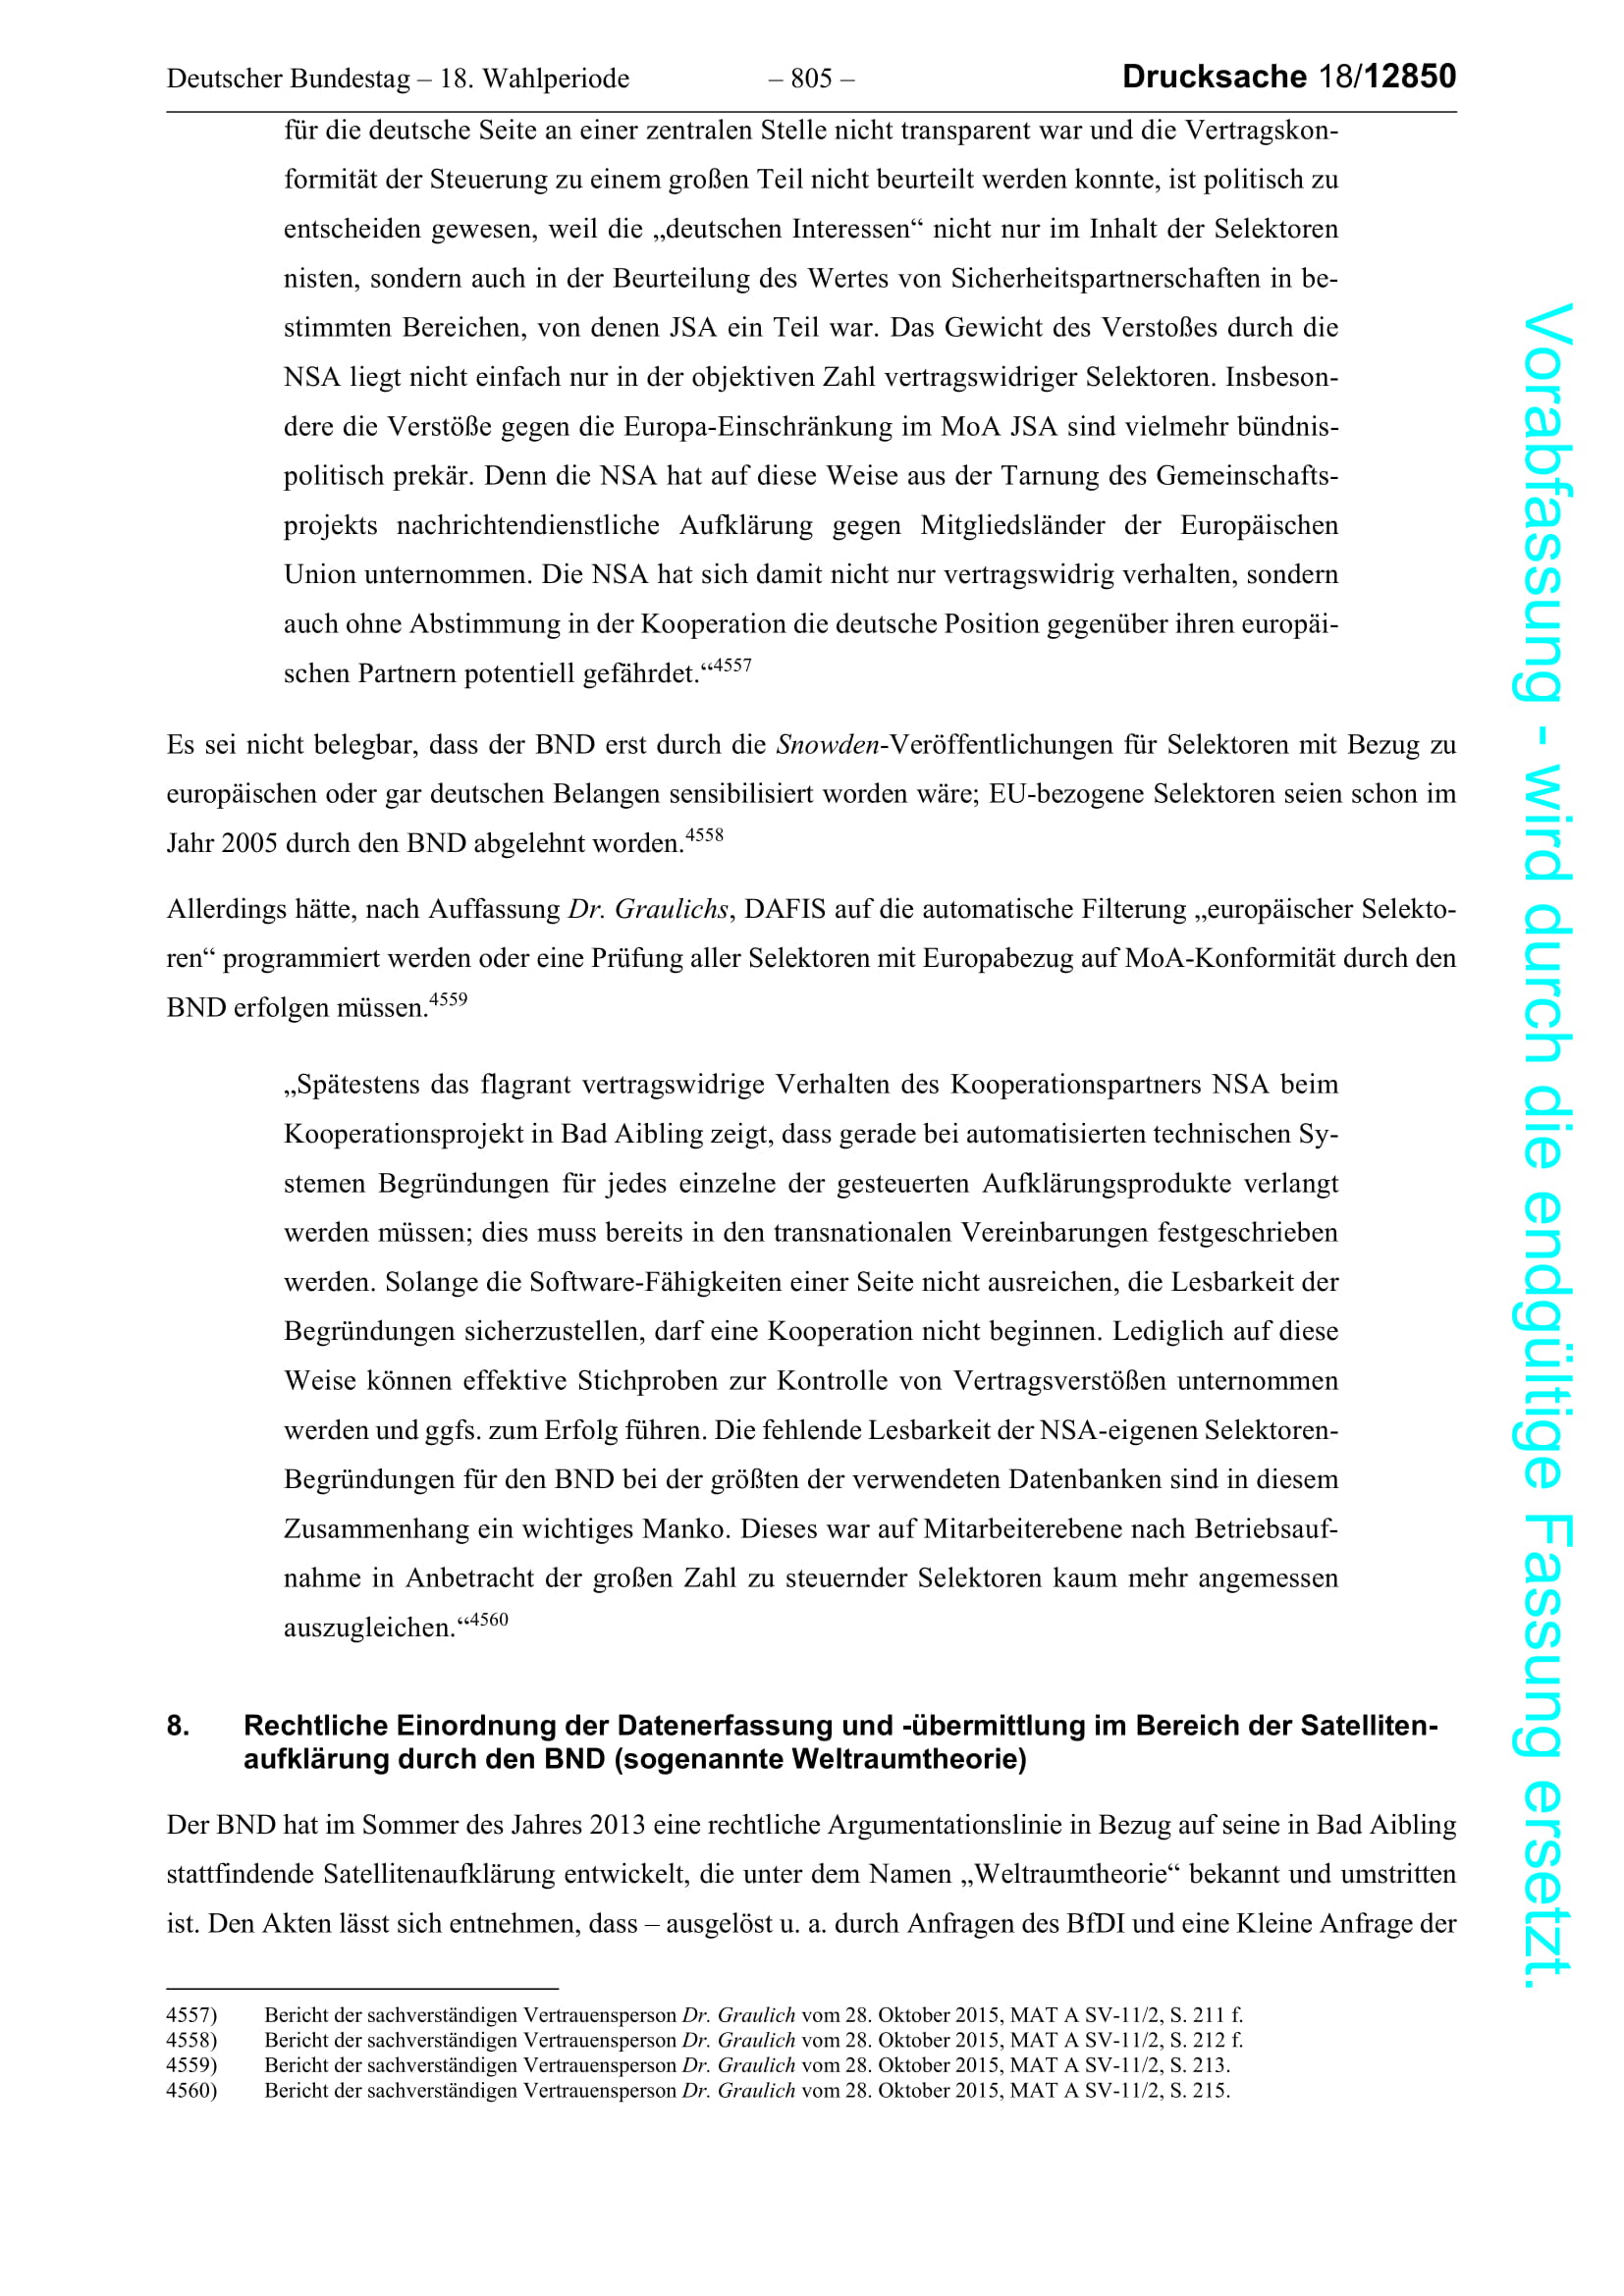 Deutscher Bundestag – 18. Wahlperiode – 805 – Drucksache 18/12850
für die deutsche Seite an einer zentralen Stelle nicht transparent war und die Vertragskon-
formität der Steuerung zu einem großen Teil nicht beurteilt werden konnte, ist politisch zu
entscheiden gewesen, weil die „deutschen Interessen“ nicht nur im Inhalt der Selektoren
nisten, sondern auch in der Beurteilung des Wertes von Sicherheitspartnerschaften in be-
stimmten Bereichen, von denen JSA ein Teil war. Das Gewicht des Verstoßes durch die
NSA liegt nicht einfach nur in der objektiven Zahl vertragswidriger Selektoren. Insbeson-
dere die Verstöße gegen die Europa-Einschränkung im MoA JSA sind vielmehr bündnis-
politisch prekär. Denn die NSA hat auf diese Weise aus der Tarnung des Gemeinschafts-
projekts nachrichtendienstliche Aufklärung gegen Mitgliedsländer der Europäischen
Union unternommen. Die NSA hat sich damit nicht nur vertragswidrig verhalten, sondern
auch ohne Abstimmung in der Kooperation die deutsche Position gegenüber ihren europäi-
schen Partnern potentiell gefährdet.“4557
Es sei nicht belegbar, dass der BND erst durch die Snowden-Veröffentlichungen für Selektoren mit Bezug zu
europäischen oder gar deutschen Belangen sensibilisiert worden wäre; EU-bezogene Selektoren seien schon im
Jahr 2005 durch den BND abgelehnt worden.4558
Allerdings hätte, nach Auffassung Dr. Graulichs, DAFIS auf die automatische Filterung „europäischer Selekto-
ren“ programmiert werden oder eine Prüfung aller Selektoren mit Europabezug auf MoA-Konformität durch den
BND erfolgen müssen.4559
„Spätestens das flagrant vertragswidrige Verhalten des Kooperationspartners NSA beim
Kooperationsprojekt in Bad Aibling zeigt, dass gerade bei automatisierten technischen Sy-
stemen Begründungen für jedes einzelne der gesteuerten Aufklärungsprodukte verlangt
werden müssen; dies muss bereits in den transnationalen Vereinbarungen festgeschrieben
werden. Solange die Software-Fähigkeiten einer Seite nicht ausreichen, die Lesbarkeit der
Begründungen sicherzustellen, darf eine Kooperation nicht beginnen. Lediglich auf diese
Weise können effektive Stichproben zur Kontrolle von Vertragsverstößen unternommen
werden und ggfs. zum Erfolg führen. Die fehlende Lesbarkeit der NSA-eigenen Selektoren-
Begründungen für den BND bei der größten der verwendeten Datenbanken sind in diesem
Zusammenhang ein wichtiges Manko. Dieses war auf Mitarbeiterebene nach Betriebsauf-
nahme in Anbetracht der großen Zahl zu steuernder Selektoren kaum mehr angemessen
auszugleichen.“4560
8. Rechtliche Einordnung der Datenerfassung und -übermittlung im Bereich der Satelliten-
aufklärung durch den BND (sogenannte Weltraumtheorie)
Der BND hat im Sommer des Jahres 2013 eine rechtliche Argumentationslinie in Bezug auf seine in Bad Aibling
stattfindende Satellitenaufklärung entwickelt, die unter dem Namen „Weltraumtheorie“ bekannt und umstritten
ist. Den Akten lässt sich entnehmen, dass – ausgelöst u. a. durch Anfragen des BfDI und eine Kleine Anfrage der
4557) Bericht der sachverständigen Vertrauensperson Dr. Graulich vom 28. Oktober 2015, MAT A SV-11/2, S. 211 f.
4558) Bericht der sachverständigen Vertrauensperson Dr. Graulich vom 28. Oktober 2015, MAT A SV-11/2, S. 212 f.
4559) Bericht der sachverständigen Vertrauensperson Dr. Graulich vom 28. Oktober 2015, MAT A SV-11/2, S. 213.
4560) Bericht der sachverständigen Vertrauensperson Dr. Graulich vom 28. Oktober 2015, MAT A SV-11/2, S. 215.
Vorabfassung - wird durch die endgültige Fassung ersetzt.